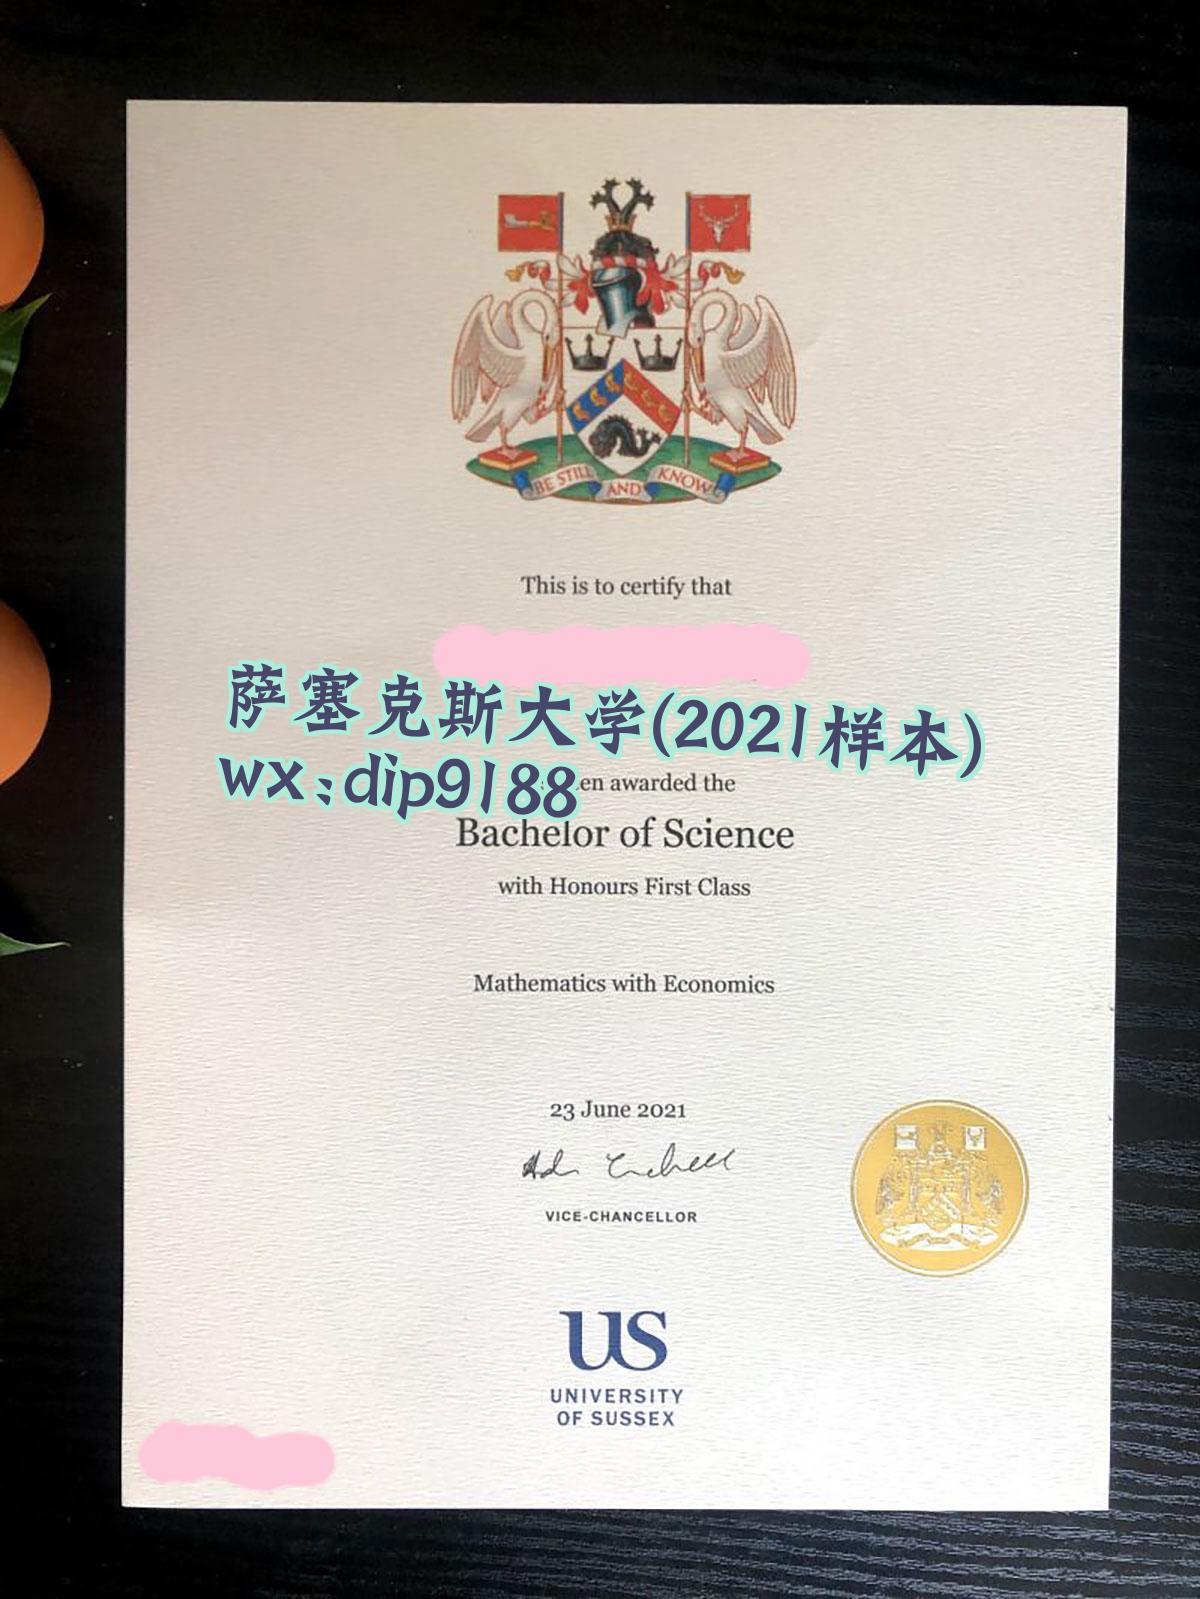 BE STILL AND KNOW
This is to certify that
萨塞克斯大学(2021样本)
wx:dip9188
en awarded the
Bachelor of Science
with Honours First Class
Mathematics with Economics
23 June 2021
VICE-CHANCELLOR
US
UNIVERSITY
OF SUSSEX